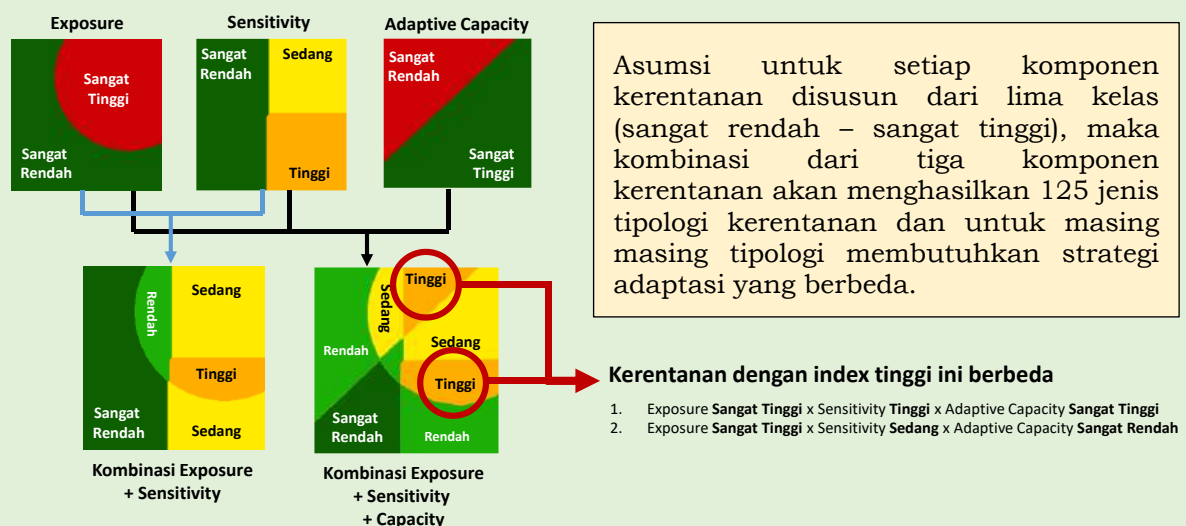 Exposure
Sensitivity
Adaptive Capacity
Sangat
Tinggi
Sangat
Rendah
Sangat
Rendah
Sedang
Tinggi
Sangat
Rendah
Sangat
Tinggi
Asumsi untuk setiap komponen
kerentanan disusun dari lima kelas
(sangat rendah – sangat tinggi), maka
kombinasi dari tiga komponen
kerentanan akan menghasilkan 125 jenis
tipologi kerentanan dan untuk masing
masing tipologi membutuhkan strategi
adaptasi yang berbeda.
Rendah
Sedang
Tinggi
Sangat
Rendah
Sedang
Kombinasi Exposure
+ Sensitivity
Tinggi
Sedang
Rendah
Sedang
Tinggi
Sangat
Rendah
Rendah
Kombinasi Exposure
+ Sensitivity
+ Capacity
Kerentanan dengan index tinggi ini berbeda
1. Exposure Sangat Tinggi x Sensitivity Tinggi x Adaptive Capacity Sangat Tinggi
2. Exposure Sangat Tinggi x Sensitivity Sedang x Adaptive Capacity Sangat Rendah